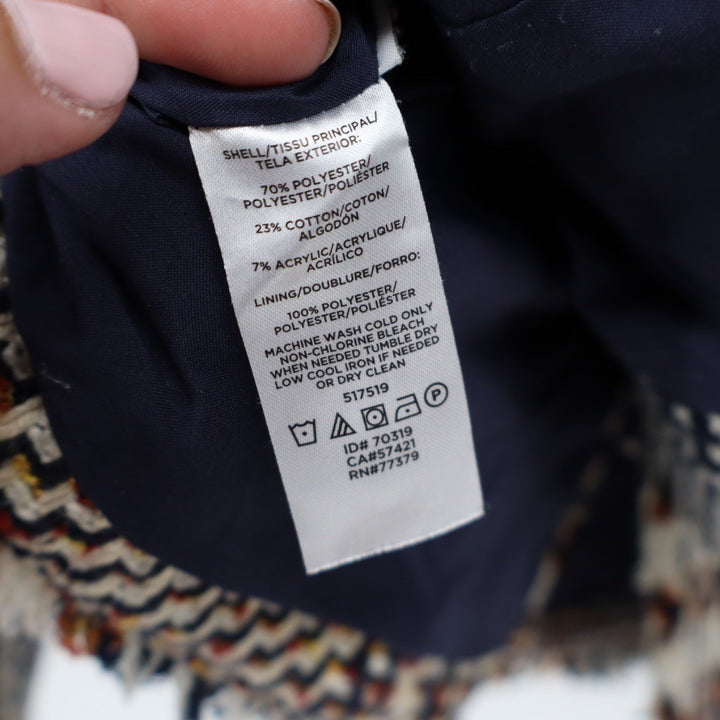 SHELL/TISSU PRINCIPAL/
TELA EXTERIOR:
70% POLYESTER/
POLYESTER/POLIÉSTER
23% COTTON/COTON/
ALGODÓN
7% ACRYLIC/ACRYLIQUE/
ACRÍLICO
LINING/DOUBLURE/FORRO:
100% POLYESTER/
POLYESTER/POLIÉSTER
MACHINE WASH COLD ONLY
NON-CHLORINE BLEACH
WHEN NEEDED TUMBLE DRY
LOW COOL IRON IF NEEDED
OR DRY CLEAN
517519
P
ID# 70319
CA#57421
RN#77379